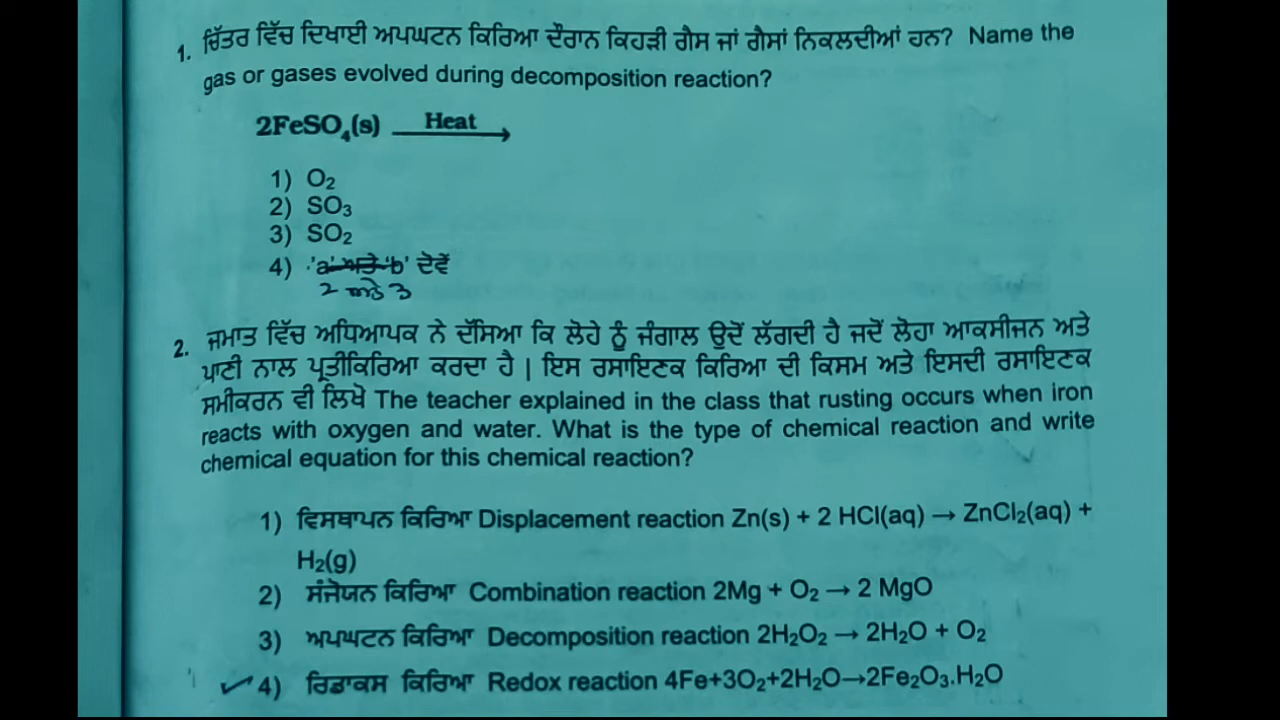 1. ਚਿੱਤਰ ਵਿੱਚ ਦਿਖਾਈ ਅਪਘਟਨ ਕਿਰਿਆ ਦੌਰਾਨ ਕਿਹੜੀ ਗੈਸ ਜਾਂ ਗੈਸਾਂ ਨਿਕਲਦੀਆਂ ਹਨ? Name the
gas or gases evolved during decomposition reaction?
2FeSO₄(s) Heat →
1) O₂
2) SO₃
3) SO₂
4) 'a' ਅਤੇ 'b' ਦੋਵੇਂ
2 ਅਤੇ 3
2. ਜਮਾਤ ਵਿੱਚ ਅਧਿਆਪਕ ਨੇ ਦੱਸਿਆ ਕਿ ਲੋਹੇ ਨੂੰ ਜੰਗਾਲ ਉਦੋਂ ਲੱਗਦੀ ਹੈ ਜਦੋਂ ਲੋਹਾ ਆਕਸੀਜਨ ਅਤੇ
ਪਾਣੀ ਨਾਲ ਪ੍ਰਤੀਕਿਰਿਆ ਕਰਦਾ ਹੈ | ਇਸ ਰਸਾਇਣਕ ਕਿਰਿਆ ਦੀ ਕਿਸਮ ਅਤੇ ਇਸਦੀ ਰਸਾਇਣਕ
ਸਮੀਕਰਨ ਵੀ ਲਿਖੋ The teacher explained in the class that rusting occurs when iron
reacts with oxygen and water. What is the type of chemical reaction and write
chemical equation for this chemical reaction?
1) ਵਿਸਥਾਪਨ ਕਿਰਿਆ Displacement reaction Zn(s) + 2 HCl(aq) → ZnCl₂(aq) +
H₂(g)
2) ਸੰਜੋਯਨ ਕਿਰਿਆ Combination reaction 2Mg + O₂ → 2 MgO
3) ਅਪਘਟਨ ਕਿਰਿਆ Decomposition reaction 2H₂O₂ → 2H₂O + O₂
4) ਰਿਡਾਕਸ ਕਿਰਿਆ Redox reaction 4Fe+3O₂+2H₂O→2Fe₂O₃.H₂O